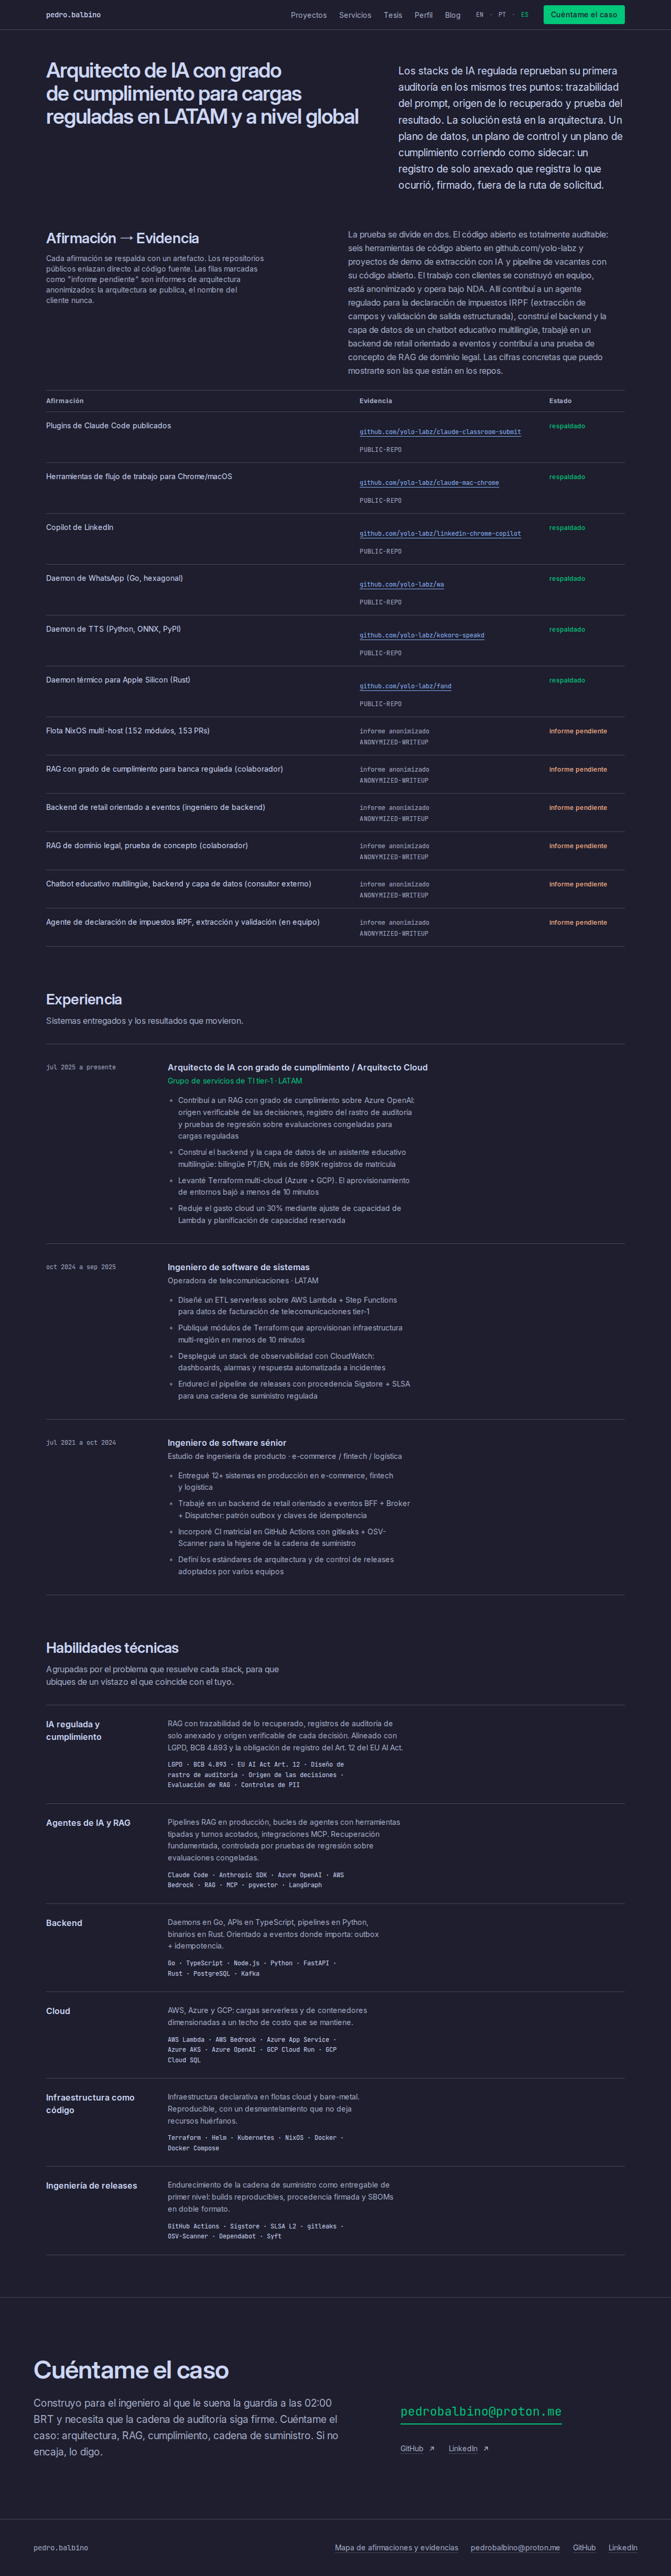 pedro.balbino
Proyectos Servicios Tesis Perfil Blog EN · PT · ES Cuéntame el caso
Arquitecto de IA con grado
de cumplimiento para cargas
reguladas en LATAM y a nivel global
Los stacks de IA regulada reprueban su primera
auditoría en los mismos tres puntos: trazabilidad
del prompt, origen de lo recuperado y prueba del
resultado. La solución está en la arquitectura. Un
plano de datos, un plano de control y un plano de
cumplimiento corriendo como sidecar: un
registro de solo anexado que registra lo que
ocurrió, firmado, fuera de la ruta de solicitud.
Afirmación → Evidencia
Cada afirmación se respalda con un artefacto. Los repositorios
públicos enlazan directo al código fuente. Las filas marcadas
como "informe pendiente" son informes de arquitectura
anonimizados: la arquitectura se publica, el nombre del
cliente nunca.
La prueba se divide en dos. El código abierto es totalmente auditable:
seis herramientas de código abierto en github.com/yolo-labz y
proyectos de demo de extracción con IA y pipeline de vacantes con
su código abierto. El trabajo con clientes se construyó en equipo,
está anonimizado y opera bajo NDA. Allí contribuí a un agente
regulado para la declaración de impuestos IRPF (extracción de
campos y validación de salida estructurada), construí el backend y la
capa de datos de un chatbot educativo multilingüe, trabajé en un
backend de retail orientado a eventos y contribuí a una prueba de
concepto de RAG de dominio legal. Las cifras concretas que puedo
mostrarte son las que están en los repos.
Afirmación Evidencia Estado
Plugins de Claude Code publicados
github.com/yolo-labz/claude-classroom-submit
PUBLIC-REPO
respaldado
Herramientas de flujo de trabajo para Chrome/macOS
github.com/yolo-labz/claude-mac-chrome
PUBLIC-REPO
respaldado
Copilot de LinkedIn
github.com/yolo-labz/linkedin-chrome-copilot
PUBLIC-REPO
respaldado
Daemon de WhatsApp (Go, hexagonal)
github.com/yolo-labz/wa
PUBLIC-REPO
respaldado
Daemon de TTS (Python, ONNX, PyPI)
github.com/yolo-labz/kokoro-speakd
PUBLIC-REPO
respaldado
Daemon térmico para Apple Silicon (Rust)
github.com/yolo-labz/fand
PUBLIC-REPO
respaldado
Flota NixOS multi-host (152 módulos, 153 PRs)
informe anonimizado
ANONYMIZED-WRITEUP
informe pendiente
RAG con grado de cumplimiento para banca regulada (colaborador)
informe anonimizado
ANONYMIZED-WRITEUP
informe pendiente
Backend de retail orientado a eventos (ingeniero de backend)
informe anonimizado
ANONYMIZED-WRITEUP
informe pendiente
RAG de dominio legal, prueba de concepto (colaborador)
informe anonimizado
ANONYMIZED-WRITEUP
informe pendiente
Chatbot educativo multilingüe, backend y capa de datos (consultor externo)
informe anonimizado
ANONYMIZED-WRITEUP
informe pendiente
Agente de declaración de impuestos IRPF, extracción y validación (en equipo)
informe anonimizado
ANONYMIZED-WRITEUP
informe pendiente
Experiencia
Sistemas entregados y los resultados que movieron.
jul 2025 a presente
Arquitecto de IA con grado de cumplimiento / Arquitecto Cloud
Grupo de servicios de TI tier-1 · LATAM
• Contribuí a un RAG con grado de cumplimiento sobre Azure OpenAI:
origen verificable de las decisiones, registro del rastro de auditoría
y pruebas de regresión sobre evaluaciones congeladas para
cargas reguladas
• Construí el backend y la capa de datos de un asistente educativo
multilingüe: bilingüe PT/EN, más de 699K registros de matrícula
• Levanté Terraform multi-cloud (Azure + GCP). El aprovisionamiento
de entornos bajó a menos de 10 minutos
• Reduje el gasto cloud un 30% mediante ajuste de capacidad de
Lambda y planificación de capacidad reservada
oct 2024 a sep 2025
Ingeniero de software de sistemas
Operadora de telecomunicaciones · LATAM
• Diseñé un ETL serverless sobre AWS Lambda + Step Functions
para datos de facturación de telecomunicaciones tier-1
• Publiqué módulos de Terraform que aprovisionan infraestructura
multi-región en menos de 10 minutos
• Desplegué un stack de observabilidad con CloudWatch:
dashboards, alarmas y respuesta automatizada a incidentes
• Endurecí el pipeline de releases con procedencia Sigstore + SLSA
para una cadena de suministro regulada
jul 2021 a oct 2024
Ingeniero de software sénior
Estudio de ingeniería de producto · e-commerce / fintech / logística
• Entregué 12+ sistemas en producción en e-commerce, fintech
y logística
• Trabajé en un backend de retail orientado a eventos BFF + Broker
+ Dispatcher: patrón outbox y claves de idempotencia
• Incorporé CI matricial en GitHub Actions con gitleaks + OSV-
Scanner para la higiene de la cadena de suministro
• Definí los estándares de arquitectura y de control de releases
adoptados por varios equipos
Habilidades técnicas
Agrupadas por el problema que resuelve cada stack, para que
ubiques de un vistazo el que coincide con el tuyo.
IA regulada y
cumplimiento
RAG con trazabilidad de lo recuperado, registros de auditoría de
solo anexado y origen verificable de cada decisión. Alineado con
LGPD, BCB 4.893 y la obligación de registro del Art. 12 del EU AI Act.
LGPD · BCB 4.893 · EU AI Act Art. 12 · Diseño de
rastro de auditoría · Origen de las decisiones ·
Evaluación de RAG · Controles de PII
Agentes de IA y RAG
Pipelines RAG en producción, bucles de agentes con herramientas
tipadas y turnos acotados, integraciones MCP. Recuperación
fundamentada, controlada por pruebas de regresión sobre
evaluaciones congeladas.
Claude Code · Anthropic SDK · Azure OpenAI · AWS
Bedrock · RAG · MCP · pgvector · LangGraph
Backend
Daemons en Go, APIs en TypeScript, pipelines en Python,
binarios en Rust. Orientado a eventos donde importa: outbox
+ idempotencia.
Go · TypeScript · Node.js · Python · FastAPI ·
Rust · PostgreSQL · Kafka
Cloud
AWS, Azure y GCP: cargas serverless y de contenedores
dimensionadas a un techo de costo que se mantiene.
AWS Lambda · AWS Bedrock · Azure App Service ·
Azure AKS · Azure OpenAI · GCP Cloud Run · GCP
Cloud SQL
Infraestructura como
código
Infraestructura declarativa en flotas cloud y bare-metal.
Reproducible, con un desmantelamiento que no deja
recursos huérfanos.
Terraform · Helm · Kubernetes · NixOS · Docker ·
Docker Compose
Ingeniería de releases
Endurecimiento de la cadena de suministro como entregable de
primer nivel: builds reproducibles, procedencia firmada y SBOMs
en doble formato.
GitHub Actions · Sigstore · SLSA L2 · gitleaks ·
OSV-Scanner · Dependabot · Syft
Cuéntame el caso
Construyo para el ingeniero al que le suena la guardia a las 02:00
BRT y necesita que la cadena de auditoría siga firme. Cuéntame el
caso: arquitectura, RAG, cumplimiento, cadena de suministro. Si no
encaja, lo digo.
pedrobalbino@proton.me
GitHub ↗ LinkedIn ↗
pedro.balbino
Mapa de afirmaciones y evidencias pedrobalbino@proton.me GitHub LinkedIn